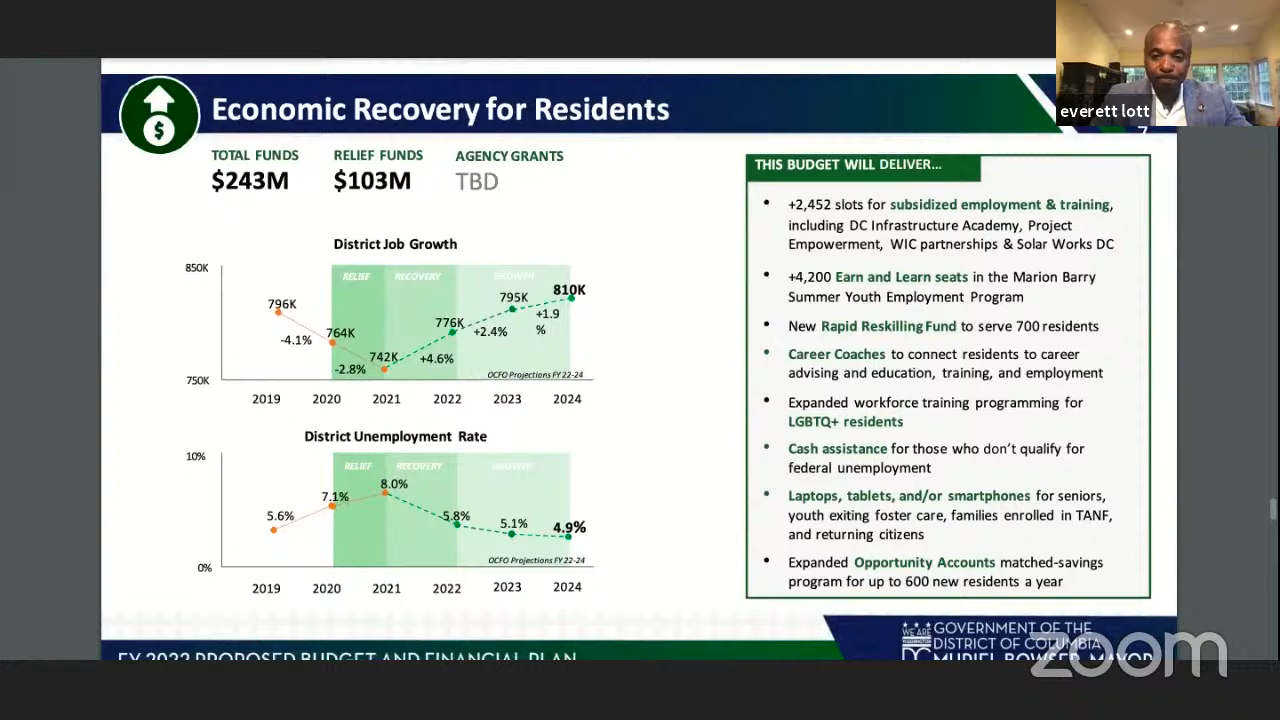 Economic Recovery for Residents
everett lott
7
TOTAL FUNDS
$243M
RELIEF FUNDS
$103M
AGENCY GRANTS
TBD
District Job Growth
850K
750K
RELIEF
RECOVERY
GROWTH
796K
764K
742K
776K
795K
810K
-4.1%
-2.8%
+4.6%
+2.4%
+1.9
%
OCFO Projections FY 22-24
2019 2020 2021 2022 2023 2024
District Unemployment Rate
10%
0%
RELIEF
RECOVERY
GROWTH
5.6%
7.1%
8.0%
5.8%
5.1%
4.9%
OCFO Projections FY 22-24
2019 2020 2021 2022 2023 2024
THIS BUDGET WILL DELIVER...
• +2,452 slots for subsidized employment & training,
including DC Infrastructure Academy, Project
Empowerment, WIC partnerships & Solar Works DC
• +4,200 Earn and Learn seats in the Marion Barry
Summer Youth Employment Program
• New Rapid Reskilling Fund to serve 700 residents
• Career Coaches to connect residents to career
advising and education, training, and employment
• Expanded workforce training programming for
LGBTQ+ residents
• Cash assistance for those who don't qualify for
federal unemployment
• Laptops, tablets, and/or smartphones for seniors,
youth exiting foster care, families enrolled in TANF,
and returning citizens
• Expanded Opportunity Accounts matched-savings
program for up to 600 new residents a year
FY 2022 PROPOSED BUDGET AND FINANCIAL PLAN
WE ARE
WASHINGTON
DC
GOVERNMENT OF THE
DISTRICT OF COLUMBIA
MURIEL BOWSER, MAYOR
zoom